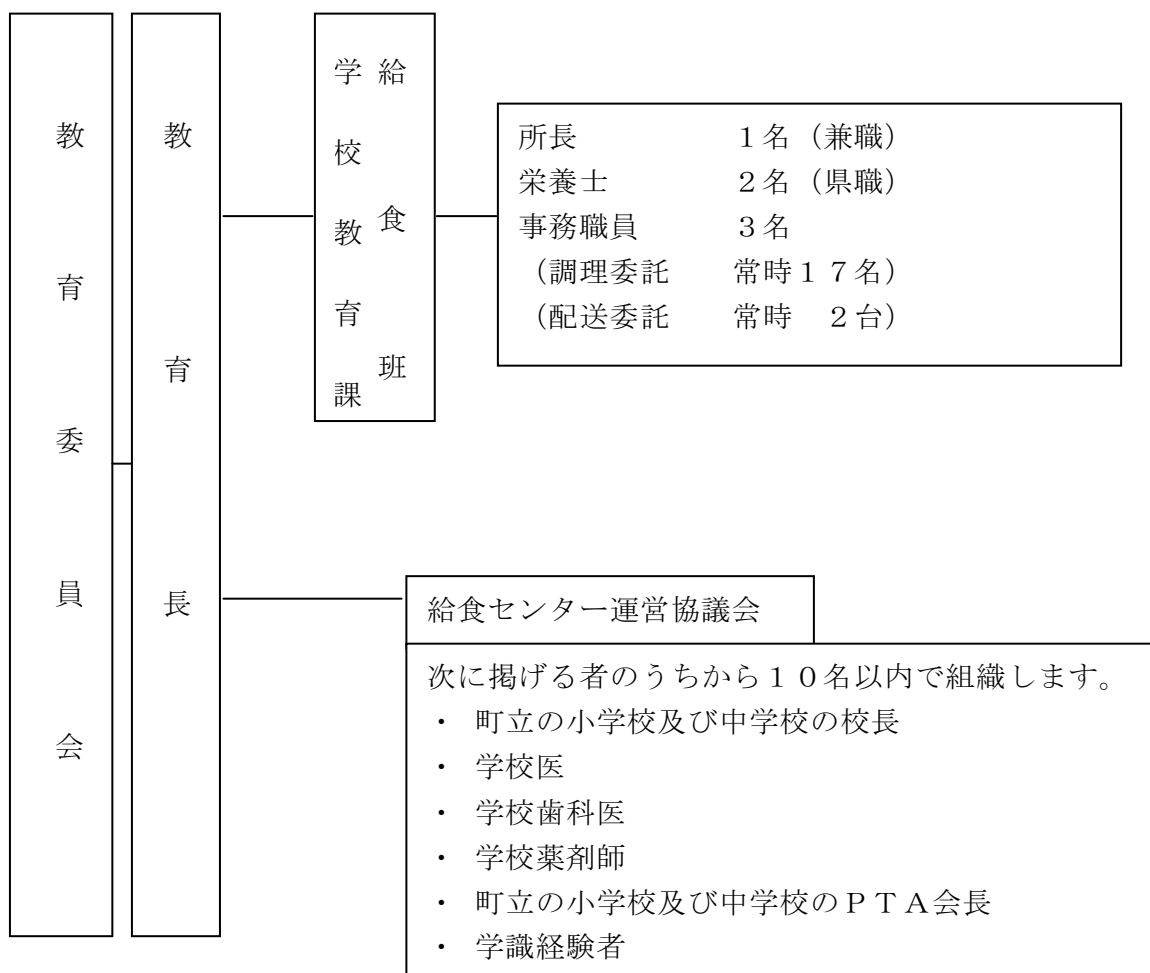 教育委員会
教育長
学校教育課
給食班
所長　　　　　　１名（兼職）
栄養士　　　　　２名（県職）
事務職員　　　　３名
（調理委託　　常時１７名）
（配送委託　　常時　２台）
給食センター運営協議会
次に掲げる者のうちから１０名以内で組織します。
・　町立の小学校及び中学校の校長
・　学校医
・　学校歯科医
・　学校薬剤師
・　町立の小学校及び中学校のＰＴＡ会長
・　学識経験者